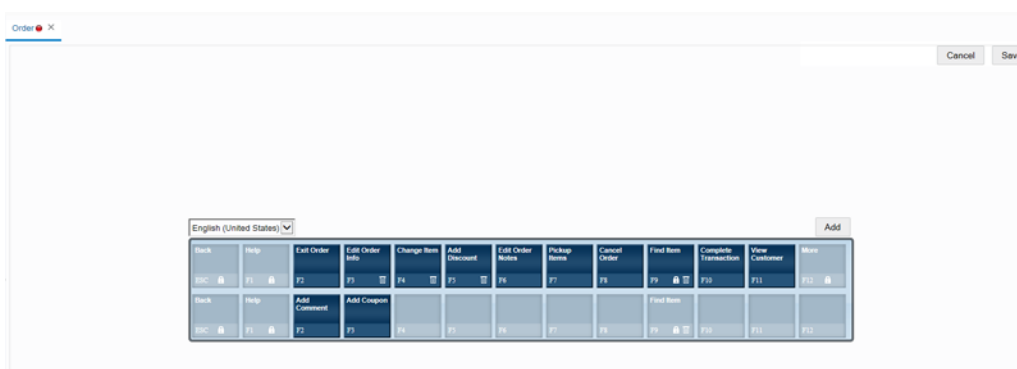 Order
Cancel Sav
English (United States) Add
Back Help Exit Order Edit Order Info Change Item Add Discount Edit Order Notes Pickup Items Cancel Order Find Item Complete Transaction View Customer More
ESC F1 F2 F3 F4 F5 F6 F7 F8 F9 F10 F11 F12
Back Help Add Comment Add Coupon Find Item
ESC F1 F2 F3 F4 F5 F6 F7 F8 F9 F10 F11 F12